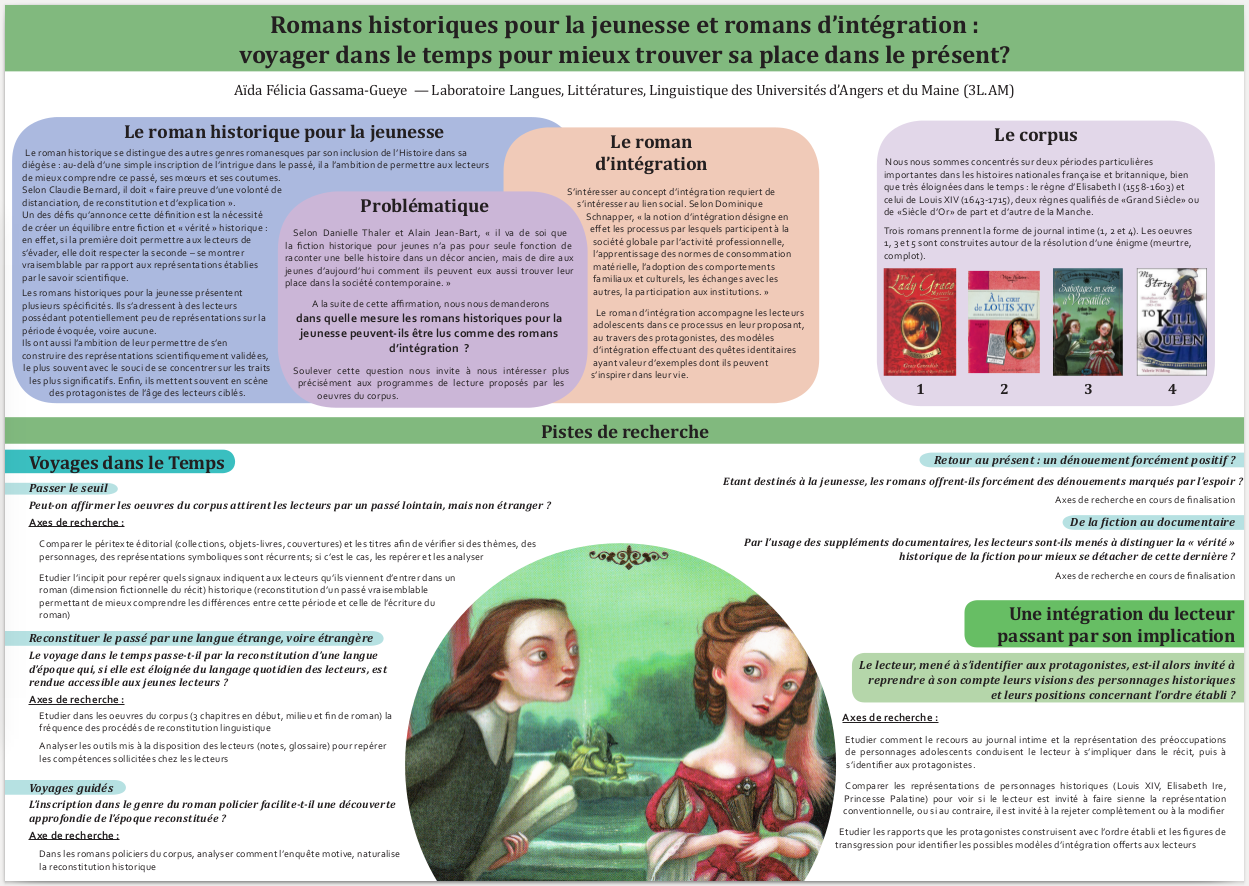 Romans historiques pour la jeunesse et romans d'intégration :
voyager dans le temps pour mieux trouver sa place dans le présent?
Aïda Félicia Gassama-Gueye — Laboratoire Langues, Littératures, Linguistique des Universités d'Angers et du Maine (3L.AM)
Le roman historique pour la jeunesse
Le roman historique se distingue des autres genres romanesques par son inclusion de l'Histoire dans sa
diégèse : au-delà d'une simple inscription de l'intrigue dans le passé, il a l'ambition de permettre aux lecteurs
de mieux comprendre ce passé, ses mœurs et ses coutumes.
Selon Claudie Bernard, il doit « faire preuve d'une volonté de
distanciation, de reconstitution et d'explication ».
Un des défis qu'annonce cette définition est la nécessité
de créer un équilibre entre fiction et « vérité » historique :
en effet, si la première doit permettre aux lecteurs de
s'évader, elle doit respecter la seconde – se montrer
vraisemblable par rapport aux représentations établies
par le savoir scientifique.
Les romans historiques pour la jeunesse présentent
plusieurs spécificités. Ils s'adressent à des lecteurs
possédant potentiellement peu de représentations sur la
période évoquée, voire aucune.
Ils ont aussi l'ambition de leur permettre de s'en
construire des représentations scientifiquement validées,
le plus souvent avec le souci de se concentrer sur les traits
les plus significatifs. Enfin, ils mettent souvent en scène
des protagonistes de l'âge des lecteurs ciblés.
Problématique
Selon Danielle Thaler et Alain Jean-Bart, « il va de soi que
la fiction historique pour jeunes n'a pas pour seule fonction de
raconter une belle histoire dans un décor ancien, mais de dire aux
jeunes d'aujourd'hui comment ils peuvent eux aussi trouver leur
place dans la société contemporaine. »
A la suite de cette affirmation, nous nous demanderons
dans quelle mesure les romans historiques pour la
jeunesse peuvent-ils être lus comme des romans
d'intégration ?
Soulever cette question nous invite à nous intéresser plus
précisément aux programmes de lecture proposés par les
oeuvres du corpus.
Le roman
d'intégration
S'intéresser au concept d'intégration requiert de
s'intéresser au lien social. Selon Dominique
Schnapper, « la notion d'intégration désigne en
effet les processus par lesquels participent à la
société globale par l'activité professionnelle,
l'apprentissage des normes de consommation
matérielle, l'adoption des comportements
familiaux et culturels, les échanges avec les
autres, la participation aux institutions. »
Le roman d'intégration accompagne les lecteurs
adolescents dans ce processus en leur proposant,
au travers des protagonistes, des modèles
d'intégration effectuant des quêtes identitaires
ayant valeur d'exemples dont ils peuvent
s'inspirer dans leur vie.
Le corpus
Nous nous sommes concentrés sur deux périodes particulières
importantes dans les histoires nationales française et britannique, bien
que très éloignées dans le temps : le règne d'Elisabeth I (1558-1603) et
celui de Louis XIV (1643-1715), deux règnes qualifiés de «Grand Siècle» ou
de «Siècle d'Or» de part et d'autre de la Manche.
Trois romans prennent la forme de journal intime (1, 2 et 4). Les oeuvres
1, 3 et 5 sont construites autour de la résolution d'une énigme (meurtre,
complot).
Lady Grace
À la cour
de LOUIS XIV
Sabotages en série
à Versailles
My
Story
TO KILL
A
QUEEN
1
2
3
4
Pistes de recherche
Voyages dans le Temps
Passer le seuil
Peut-on affirmer les oeuvres du corpus attirent les lecteurs par un passé lointain, mais non étranger ?
Axes de recherche :
Comparer le péritexte éditorial (collections, objets-livres, couvertures) et les titres afin de vérifier si des thèmes, des
personnages, des représentations symboliques sont récurrents; si c'est le cas, les repérer et les analyser
Etudier l'incipit pour repérer quels signaux indiquent aux lecteurs qu'ils viennent d'entrer dans un
roman (dimension fictionnelle du récit) historique (reconstitution d'un passé vraisemblable
permettant de mieux comprendre les différences entre cette période et celle de l'écriture du
roman)
Reconstituer le passé par une langue étrange, voire étrangère
Le voyage dans le temps passe-t-il par la reconstitution d'une langue
d'époque qui, si elle est éloignée du langage quotidien des lecteurs, est
rendue accessible aux jeunes lecteurs ?
Axes de recherche :
Etudier dans les oeuvres du corpus (3 chapitres en début, milieu et fin de roman) la
fréquence des procédés de reconstitution linguistique
Analyser les outils mis à la disposition des lecteurs (notes, glossaire) pour repérer
les compétences sollicitées chez les lecteurs
Voyages guidés
L'inscription dans le genre du roman policier facilite-t-il une découverte
approfondie de l'époque reconstituée ?
Axe de recherche :
Dans les romans policiers du corpus, analyser comment l'enquête motive, naturalise
la reconstitution historique
Retour au présent : un dénouement forcément positif ?
Etant destinés à la jeunesse, les romans offrent-ils forcément des dénouements marqués par l'espoir ?
Axes de recherche en cours de finalisation
De la fiction au documentaire
Par l'usage des suppléments documentaires, les lecteurs sont-ils menés à distinguer la « vérité »
historique de la fiction pour mieux se détacher de cette dernière ?
Axes de recherche en cours de finalisation
Une intégration du lecteur
passant par son implication
Le lecteur, mené à s'identifier aux protagonistes, est-il alors invité à
reprendre à son compte leurs visions des personnages historiques
et leurs positions concernant l'ordre établi ?
Axes de recherche :
Etudier comment le recours au journal intime et la représentation des préoccupations
de personnages adolescents conduisent le lecteur à s'impliquer dans le récit, puis à
s'identifier aux protagonistes.
Comparer les représentations de personnages historiques (Louis XIV, Elisabeth Ire,
Princesse Palatine) pour voir si le lecteur est invité à faire sienne la représentation
conventionnelle, ou si au contraire, il est invité à la rejeter complètement ou à la modifier
Etudier les rapports que les protagonistes construisent avec l'ordre établi et les figures de
transgression pour identifier les possibles modèles d'intégration offerts aux lecteurs